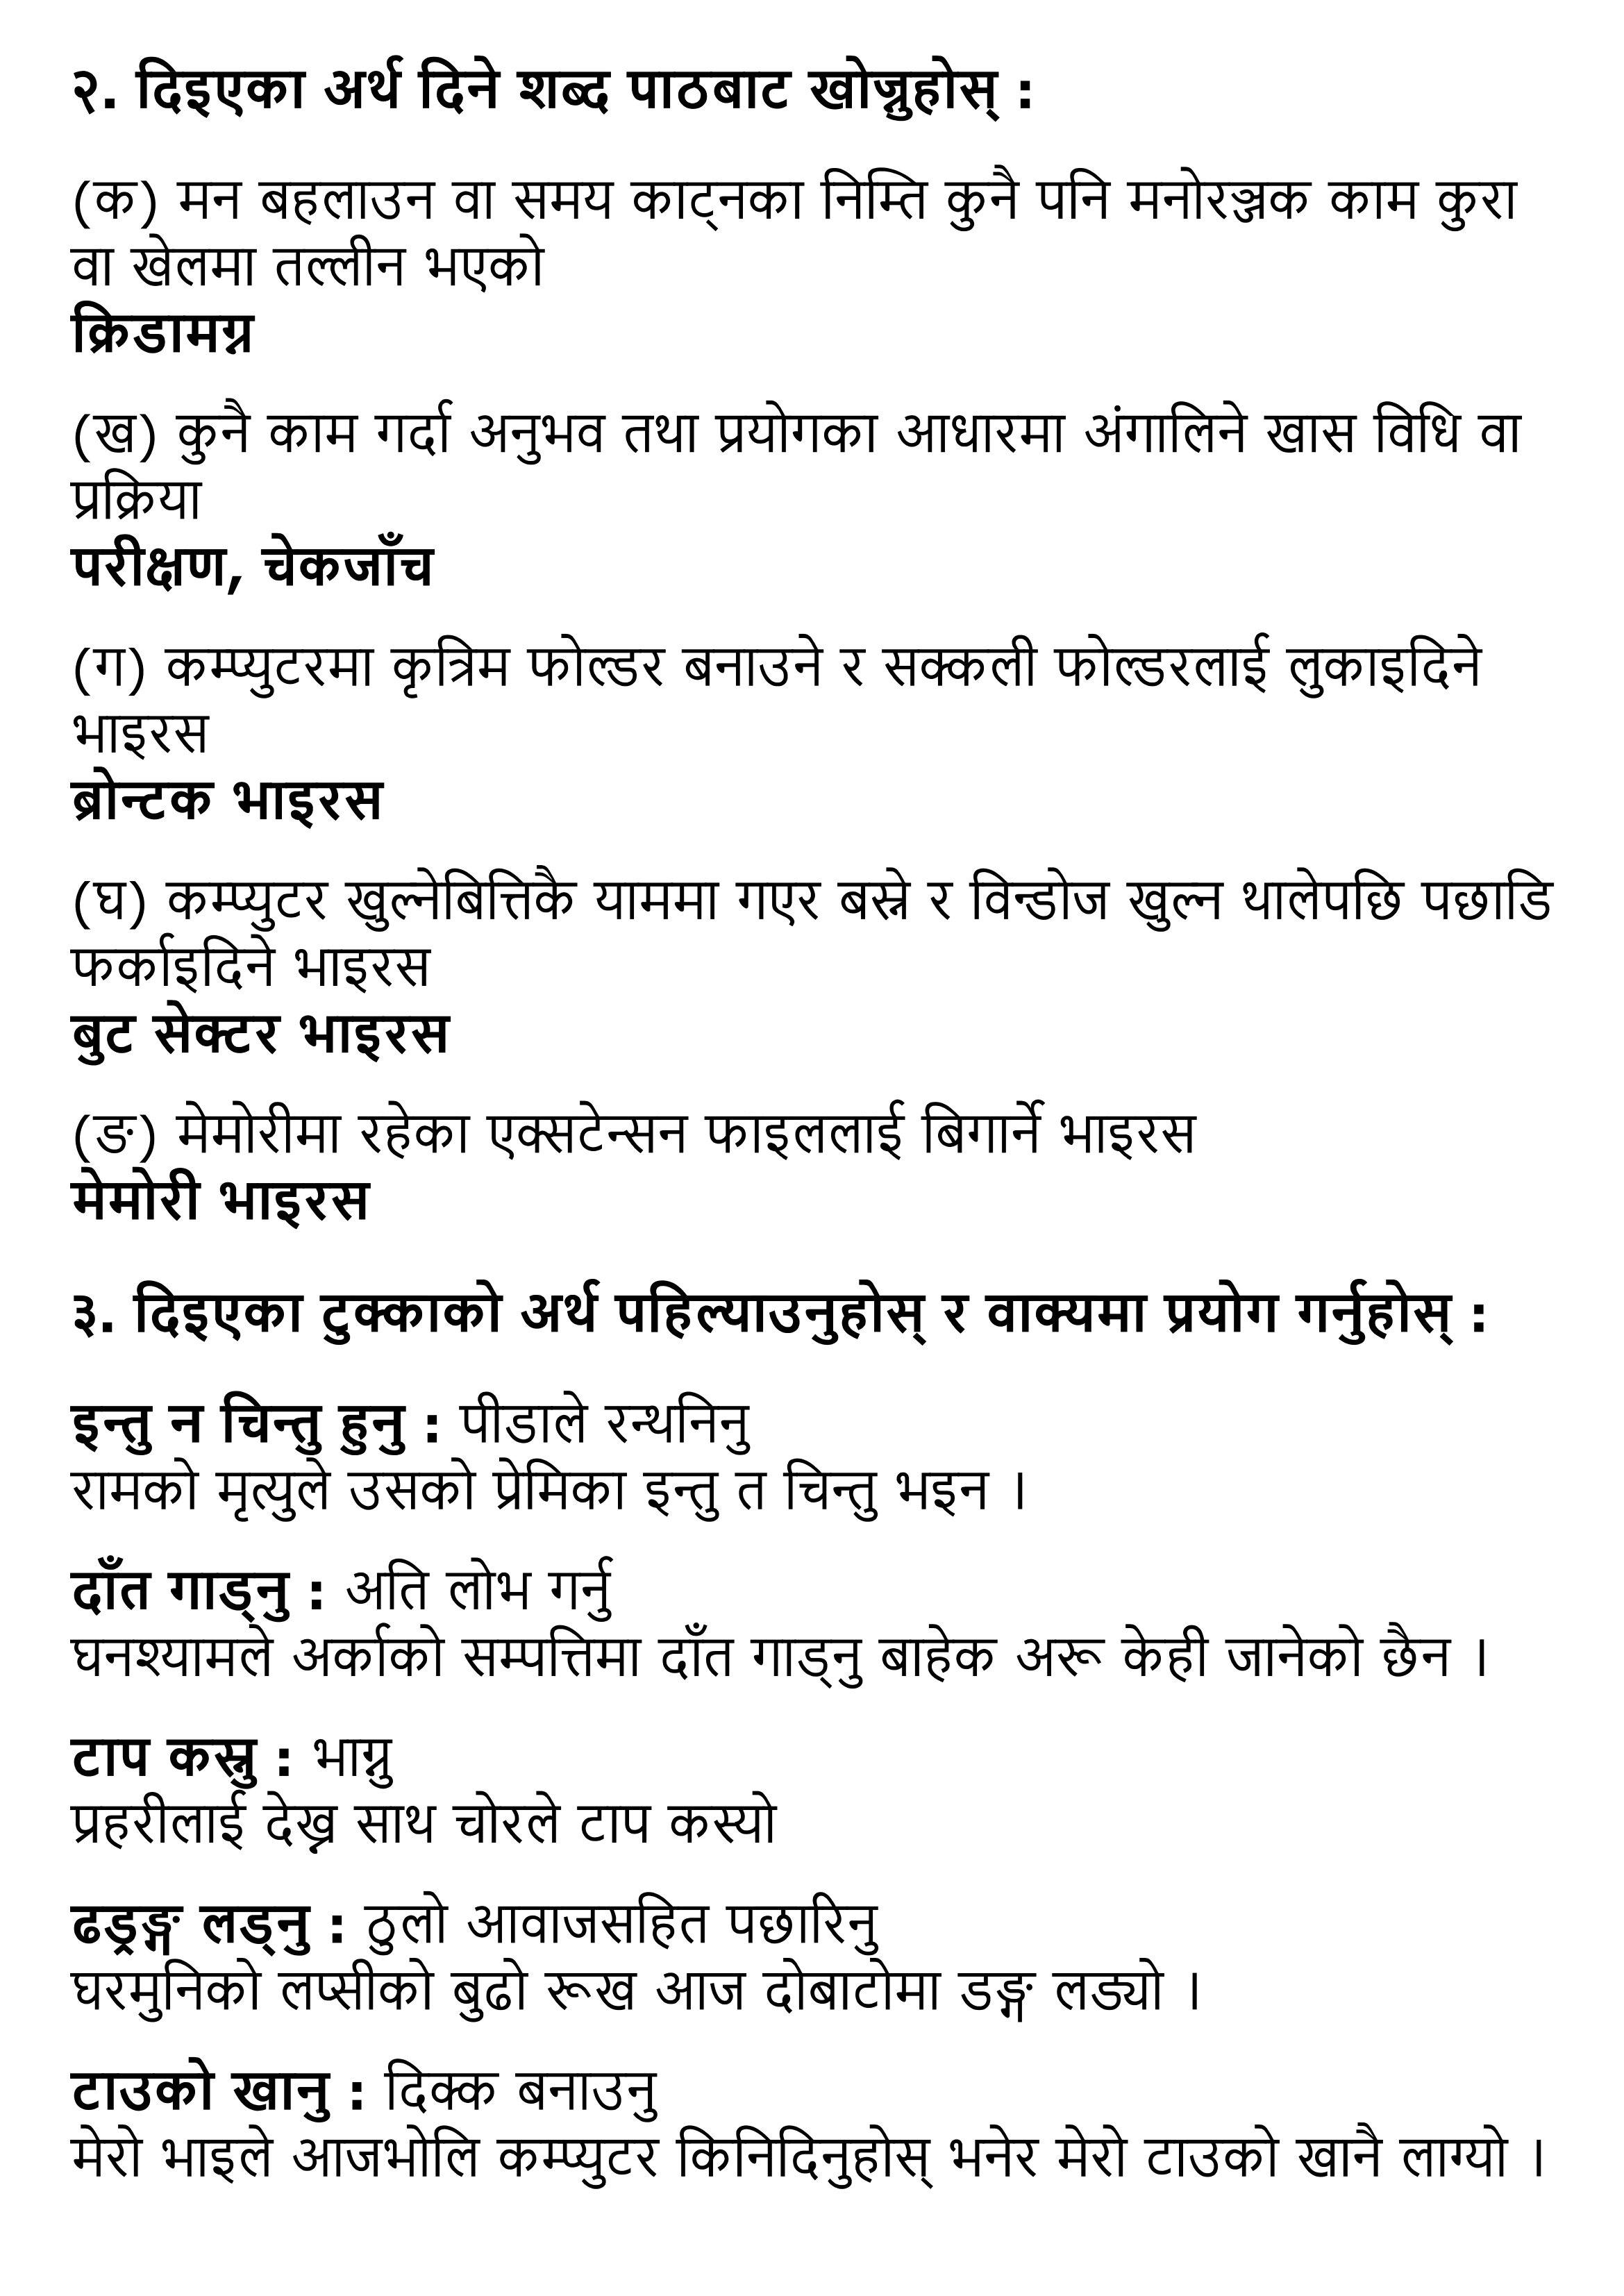 २. दिइएका अर्थ दिने शब्द पाठबाट खोज्नुहोस् :
(क) मन बहलाउन वा समय काट्नका निम्ति कुनै पनि मनोरञ्जक काम कुरा
वा खेलमा तल्लीन भएको
क्रिडामग्न
(ख) कुनै काम गर्दा अनुभव तथा प्रयोगका आधारमा अंगालिने खास विधि वा
प्रक्रिया
परीक्षण, चेकजाँच
(ग) कम्प्युटरमा कृत्रिम फोल्डर बनाउने र सक्कली फोल्डरलाई लुकाइदिने
भाइरस
ब्रोन्टक भाइरस
(घ) कम्प्युटर खुल्नेबित्तिकै याममा गएर बस्ने र विन्डोज खुल्न थालेपछि पछाडि
फर्काइदिने भाइरस
बुट सेक्टर भाइरस
(ङ) मेमोरीमा रहेका एक्सटेन्सन फाइललाई बिगार्ने भाइरस
मेमोरी भाइरस
३. दिइएका टुक्काको अर्थ पहिल्याउनुहोस् र वाक्यमा प्रयोग गर्नुहोस् :
इन्तु न चिन्तु हुनु : पीडाले रन्थनिनु
रामको मृत्युले उसको प्रेमिका इन्तु त चिन्तु भइन ।
दाँत गाड्नु : अति लोभ गर्नु
घनश्यामले अर्काको सम्पत्तिमा दाँत गाड्नु बाहेक अरू केही जानेको छैन ।
टाप कस्नु : भाग्नु
प्रहरीलाई देख्न साथ चोरले टाप कस्यो
ढड्रङ्ग लड्नु : ठुलो आवाजसहित पछारिनु
घरमुनिको लप्सीको बुढो रूख आज दोबाटोमा डङ्ग लड्यो ।
टाउको खानु : दिक्क बनाउनु
मेरो भाइले आजभोलि कम्प्युटर किनिदिनुहोस् भनेर मेरो टाउको खानै लाग्यो ।